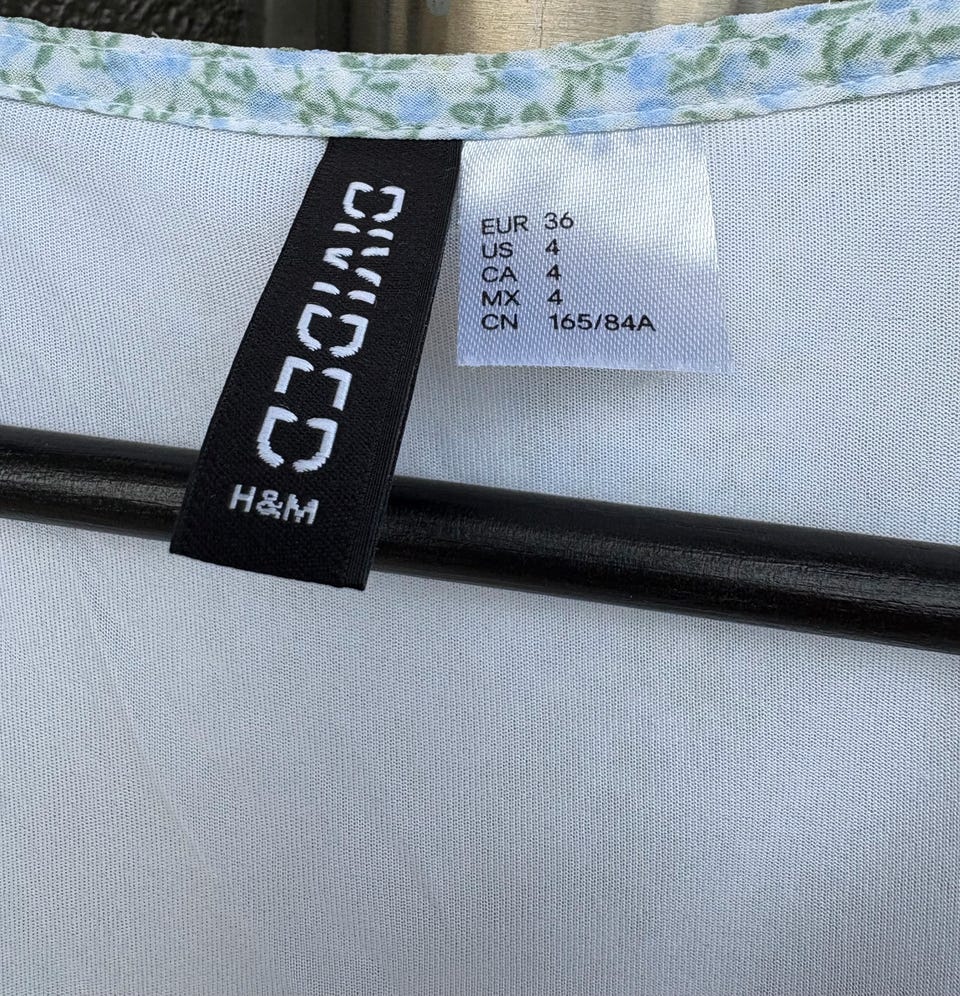 DIVIDED
H&M
EUR 36
US 4
CA 4
MX 4
CN 165/84A